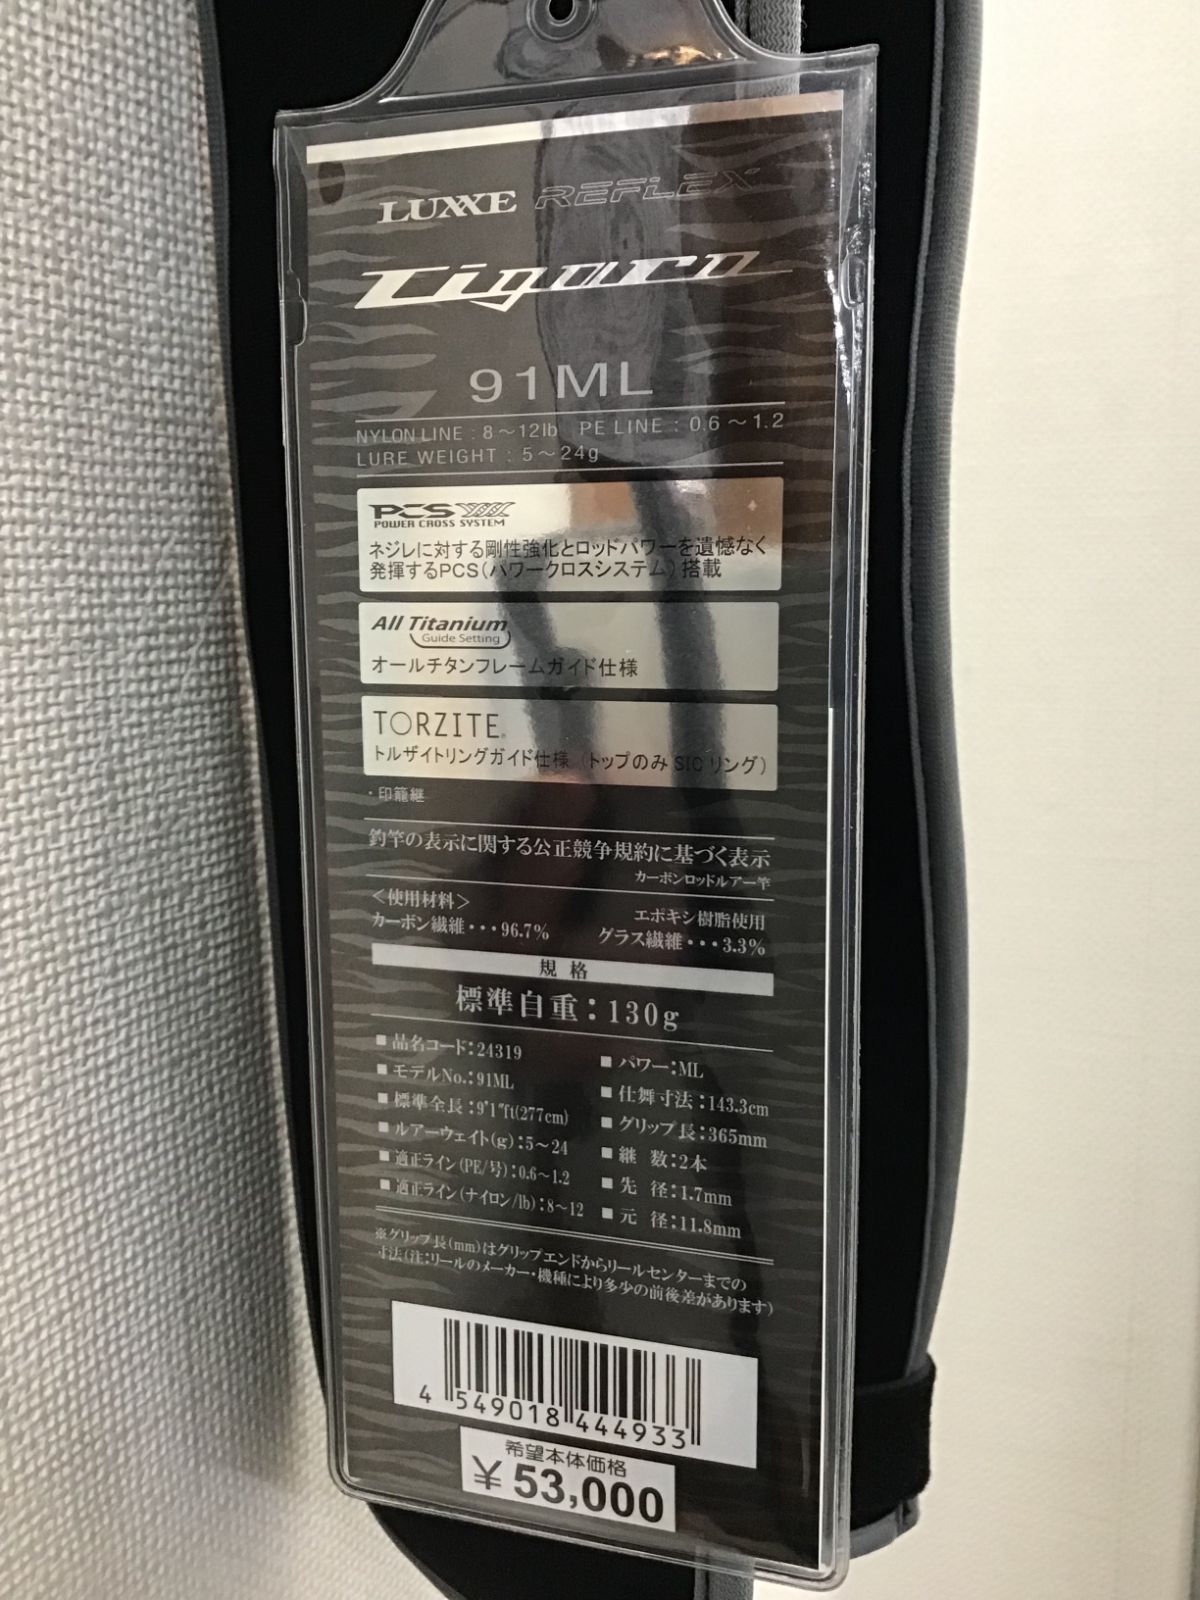 LUXXE REFLEX
Tigaro
91ML
NYLON LINE : 8～12lb PE LINE : 0.6～1.2
LURE WEIGHT : 5～24g
PCS
POWER CROSS SYSTEM
ネジレに対する剛性強化とロッドパワーを遺憾なく
発揮するPCS（パワークロスシステム）搭載
All Titanium
Guide Setting
オールチタンフレームガイド仕様
TORZITE®
トルザイトリングガイド仕様（トップのみSICリング）
・印籠継
釣竿の表示に関する公正競争規約に基づく表示
カーボンロッドルアー竿
＜使用材料＞ エポキシ樹脂使用
カーボン繊維・・・96.7% グラス繊維・・・3.3%
規格
標準自重：130g
■ 品名コード：24319
■ モデルNo.：91ML
■ 標準全長：9'1"ft(277cm)
■ ルアーウェイト(g)：5～24
■ 適正ライン(PE/号)：0.6～1.2
■ 適正ライン(ナイロン/lb)：8～12
■ パワー：ML
■ 仕舞寸法：143.3cm
■ グリップ長：365mm
■ 継数：2本
■ 先径：1.7mm
■ 元径：11.8mm
※グリップ長(mm)はグリップエンドからリールセンターまでの
寸法(注：リールのメーカー・機種により多少の前後差があります)
4 549018 444933
希望本体価格
￥53,000